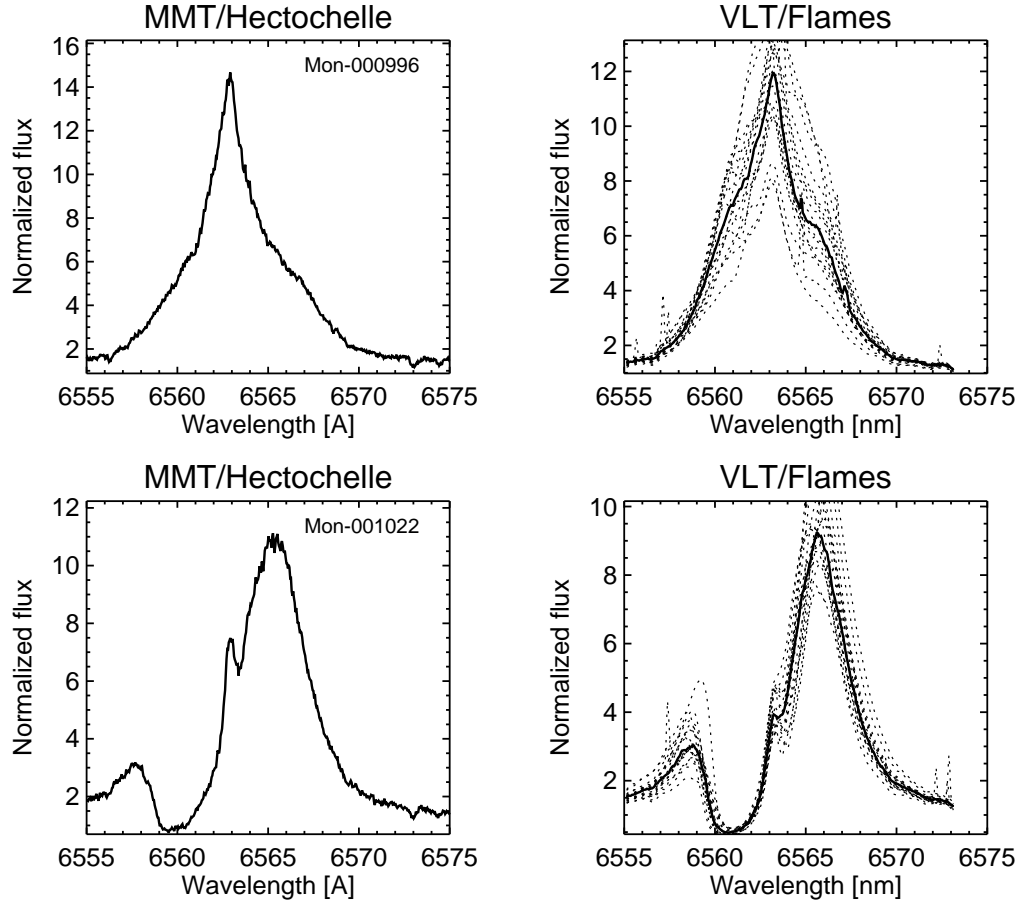 MMT/Hectochelle
VLT/Flames
Mon-000996
16
14
12
10
8
6
4
2
Normalized flux
6555 6560 6565 6570 6575
Wavelength [A]
12
10
8
6
4
2
Normalized flux
6555 6560 6565 6570 6575
Wavelength [nm]
MMT/Hectochelle
VLT/Flames
Mon-001022
12
10
8
6
4
2
Normalized flux
6555 6560 6565 6570 6575
Wavelength [A]
10
8
6
4
2
Normalized flux
6555 6560 6565 6570 6575
Wavelength [nm]